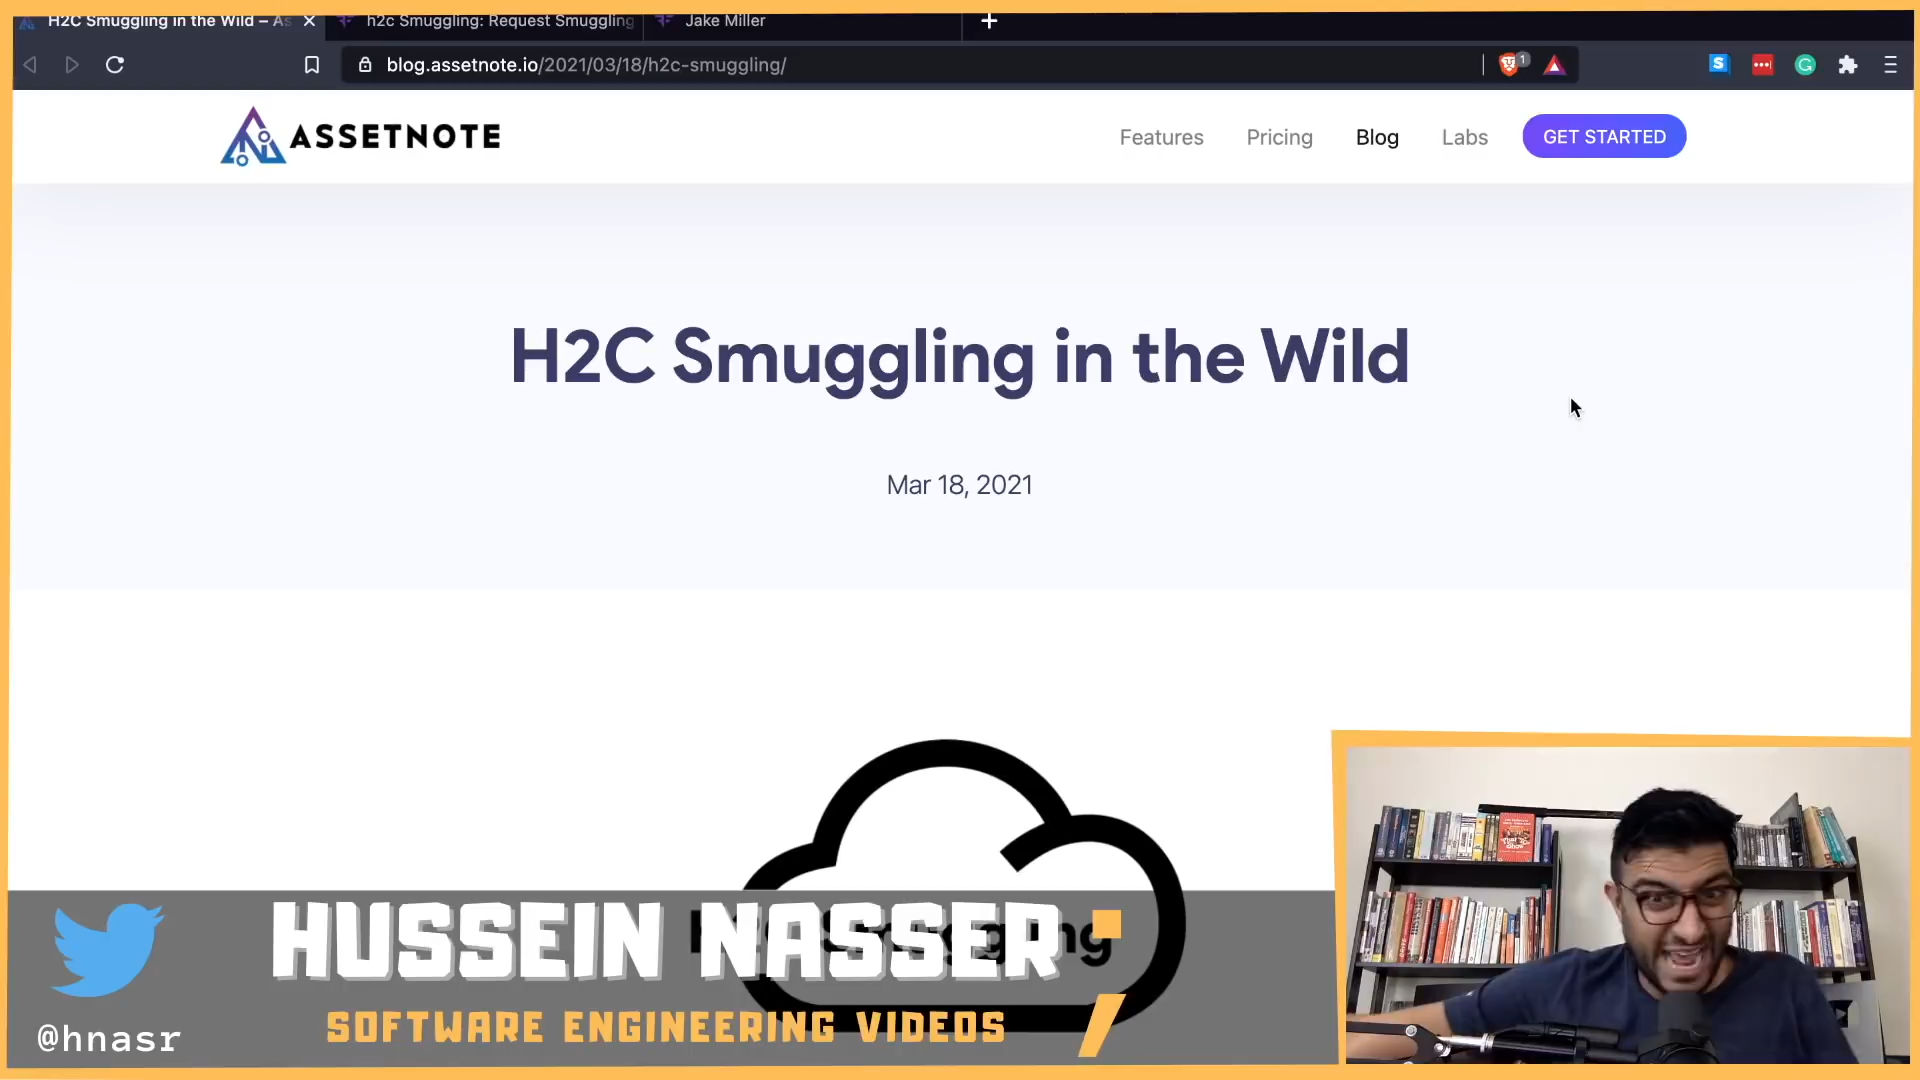 H2C Smuggling in the Wild – As
h2c Smuggling: Request Smuggling
Jake Miller
blog.assetnote.io/2021/03/18/h2c-smuggling/
1
ASSETNOTE
Features
Pricing
Blog
Labs
GET STARTED
H2C Smuggling in the Wild
Mar 18, 2021
HUSSEIN NASSER
SOFTWARE ENGINEERING VIDEOS
@hnasr